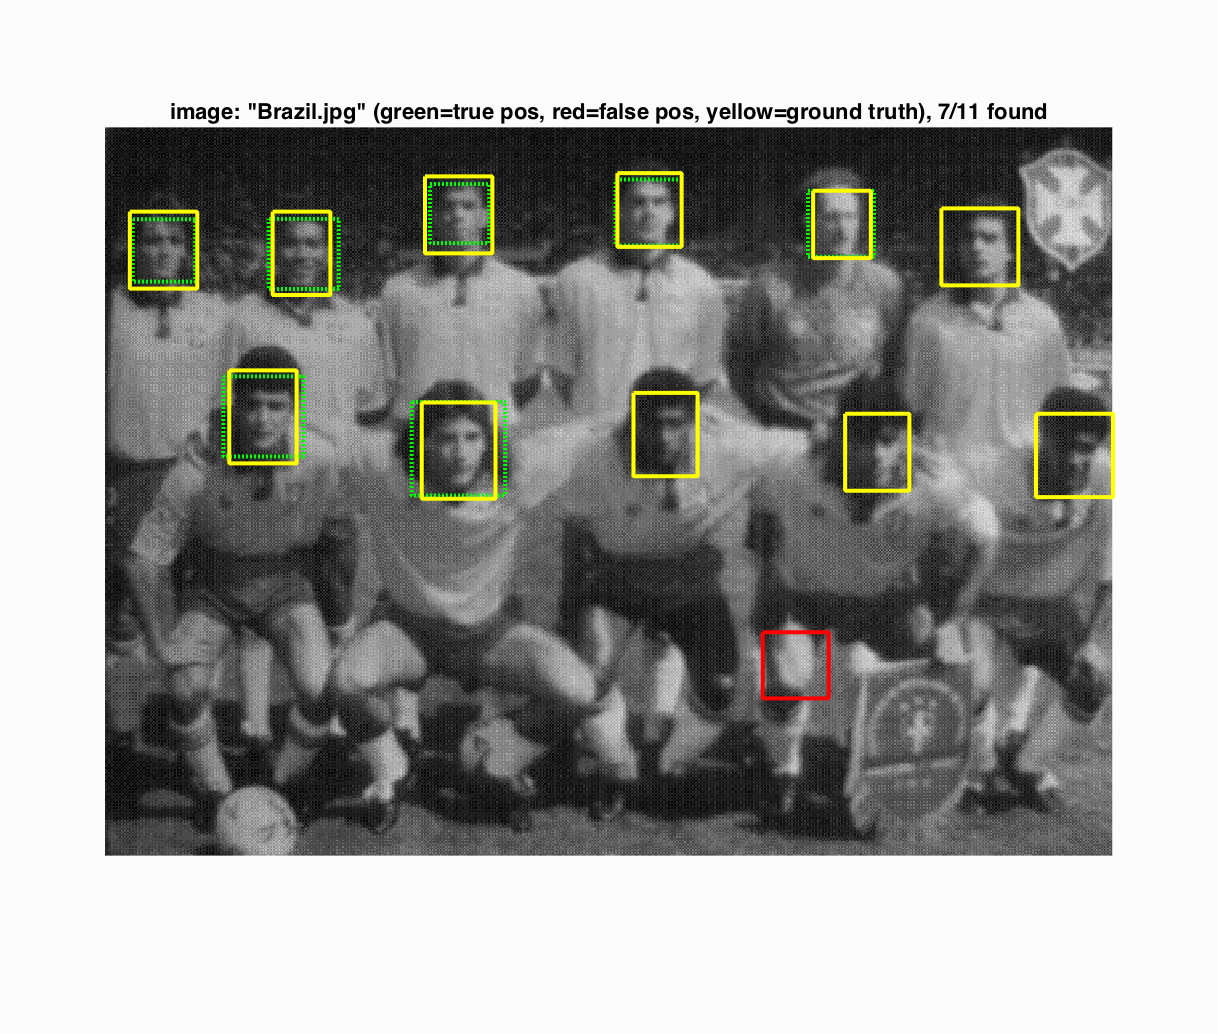 image: "Brazil.jpg" (green=true pos, red=false pos, yellow=ground truth), 7/11 found